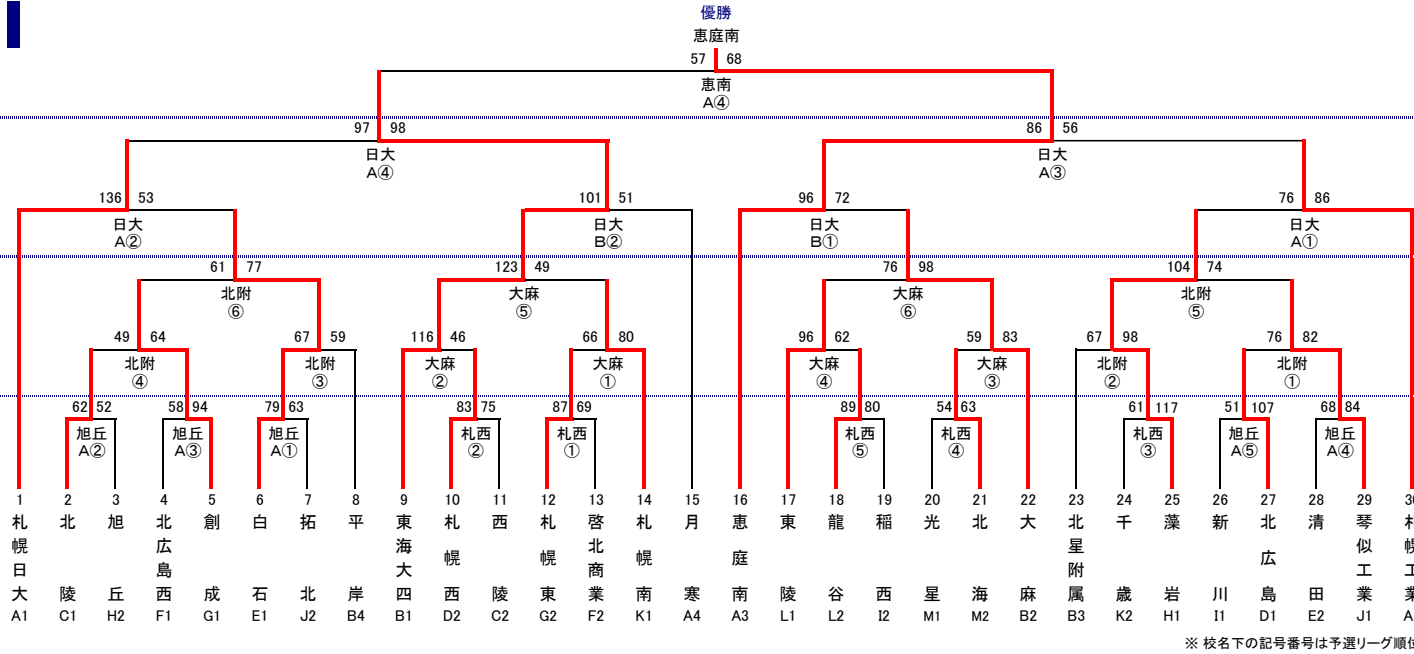 優勝
恵庭南
57 68
恵南
A④
97 98 86 56
日大 日大
A④ A③
136 53 101 51 96 72 76 86
日大 日大 日大 日大
A② B② B① A①
61 77 123 49 76 98 104 74
北附 大麻 大麻 北附
⑥ ⑤ ⑥ ⑤
49 64 67 59 116 46 66 80 96 62 59 83 67 98 76 82
北附 北附 大麻 大麻 大麻 大麻 北附 北附
④ ③ ② ① ④ ③ ② ①
62 52 58 94 79 63 83 75 87 69 89 80 54 63 61 117 51 107 68 84
旭丘 旭丘 旭丘 札西 札西 札西 札西 札西 旭丘 旭丘
A② A③ A① ② ① ⑤ ④ ③ A⑤ A④
1 2 3 4 5 6 7 8 9 10 11 12 13 14 15 16 17 18 19 20 21 22 23 24 25 26 27 28 29
札幌日大 北陵 旭丘 北広島西 創成 白石 拓北 平岸 東海大四 札幌西 西陵 札幌東 啓北商業 札幌南 月寒 恵庭南 東陵 龍谷 稲西 光星 北海 大麻 北星附属 千歳 藻岩 新川 北広島 清田 琴似工業 札幌工業
A1 C1 H2 F1 G1 E1 J2 B4 B1 D2 C2 G2 F2 K1 A4 A3 L1 L2 I2 M1 M2 B2 B3 K2 H1 I1 D1 E2 J1
※ 校名下の記号番号は予選リーグ順位